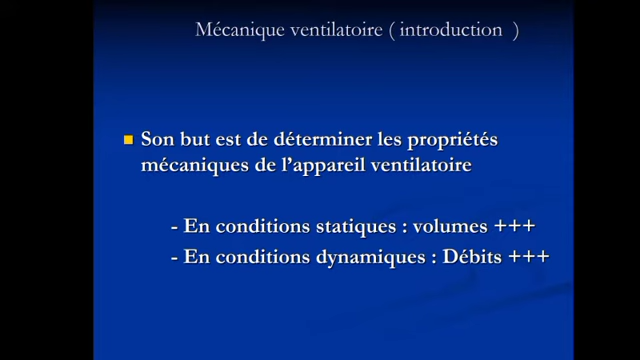 Mécanique ventilatoire ( introduction  )
Son but est de déterminer les propriétés
mécaniques de l’appareil ventilatoire
- En conditions statiques : volumes +++
- En conditions dynamiques : Débits +++